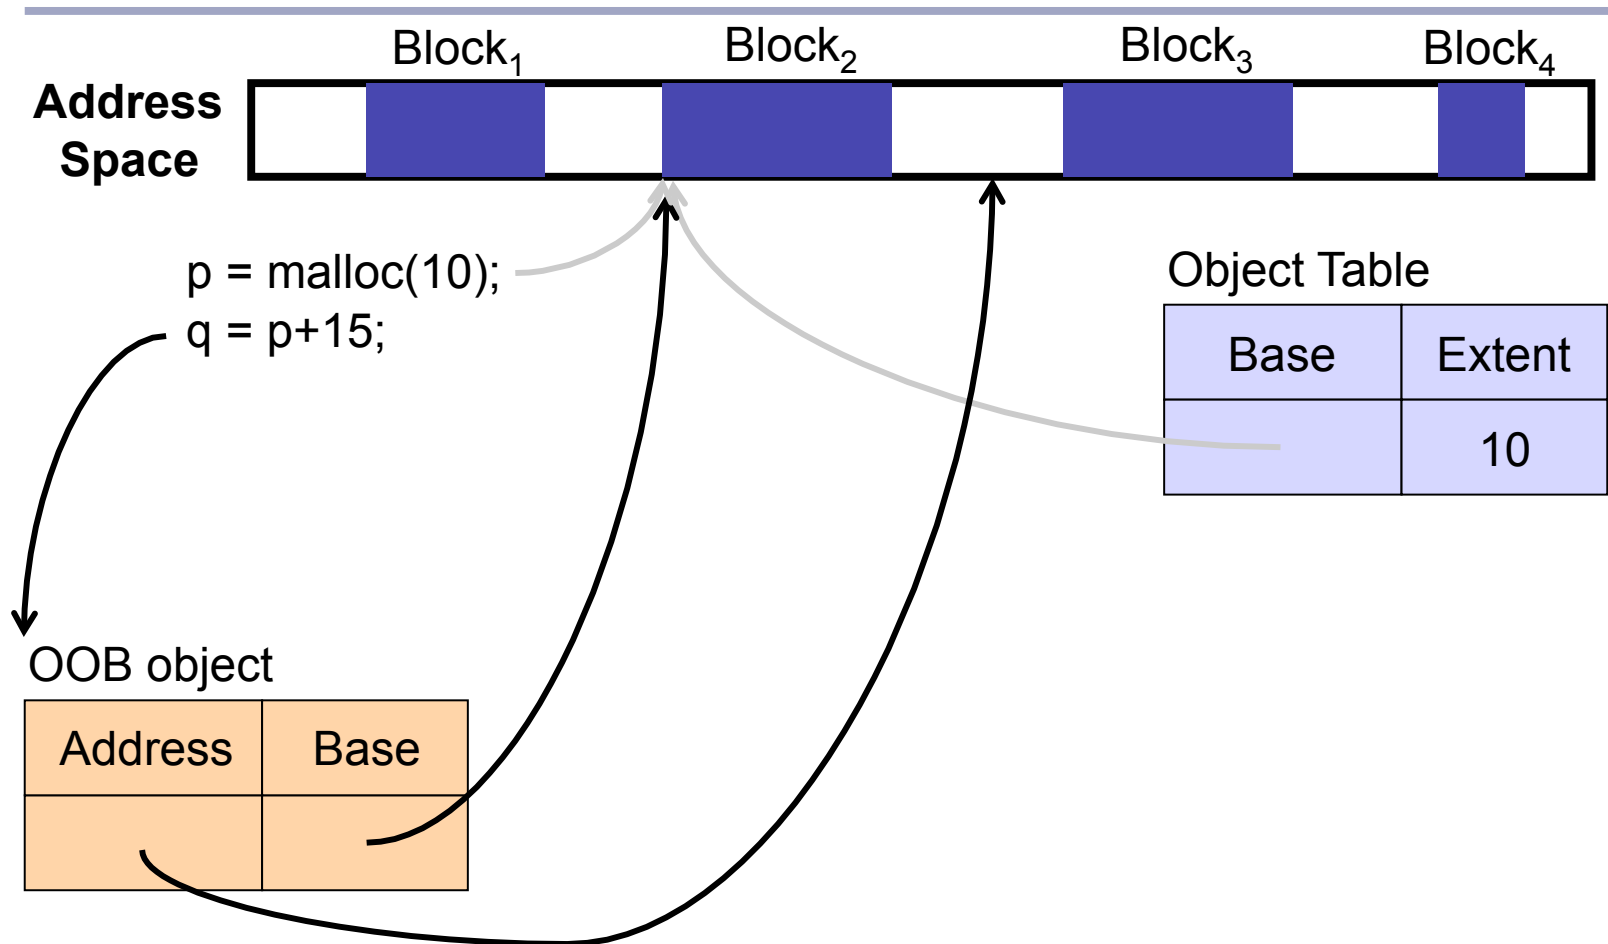 Block₁ Block₂ Block₃ Block₄
Address
Space
p = malloc(10);
q = p+15;
Object Table
Base Extent
10
OOB object
Address Base